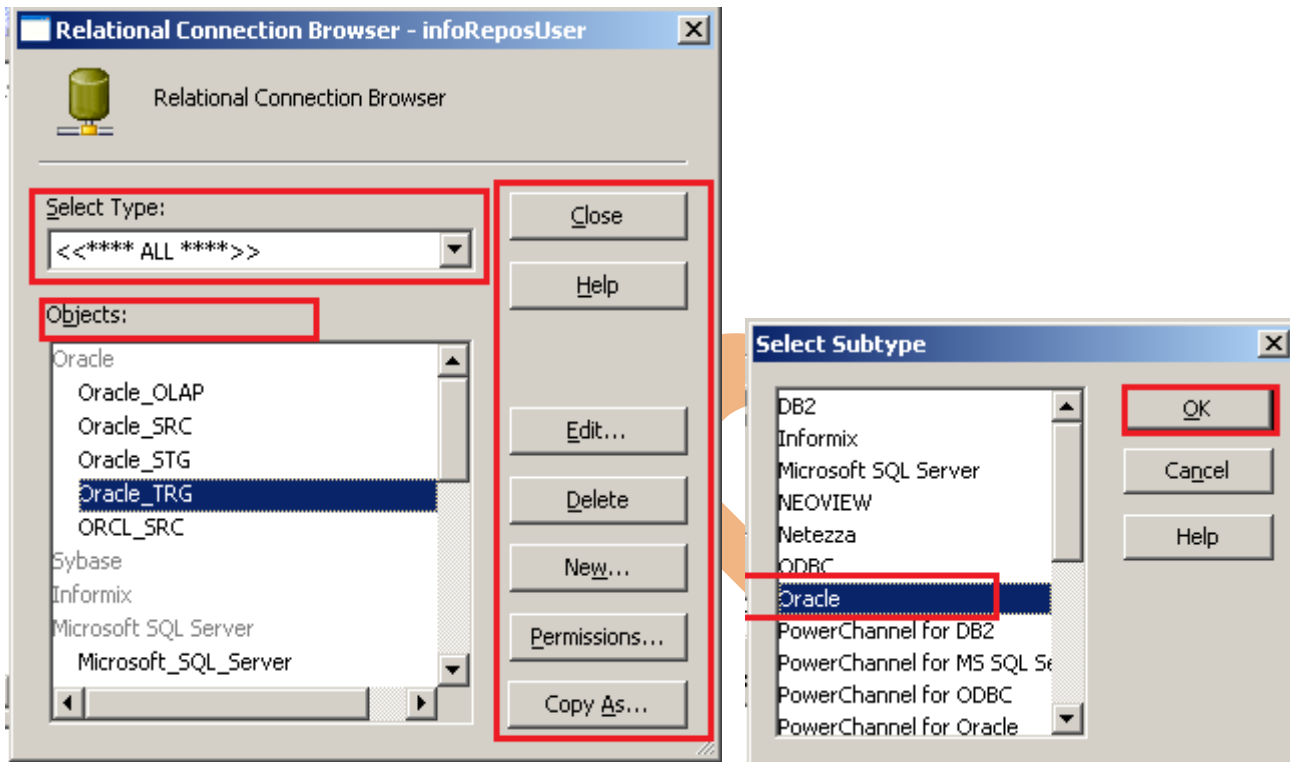 Relational Connection Browser - infoReposUser
Relational Connection Browser
Select Type:
<<**** ALL ****>>
Objects:
Oracle
Oracle_OLAP
Oracle_SRC
Oracle_STG
Oracle_TRG
ORCL_SRC
Sybase
Informix
Microsoft SQL Server
Microsoft_SQL_Server
Close
Help
Edit...
Delete
New...
Permissions...
Copy As...
Select Subtype
DB2
Informix
Microsoft SQL Server
NEOVIEW
Netezza
ODBC
Oracle
PowerChannel for DB2
PowerChannel for MS SQL Se
PowerChannel for ODBC
PowerChannel for Oracle
OK
Cancel
Help